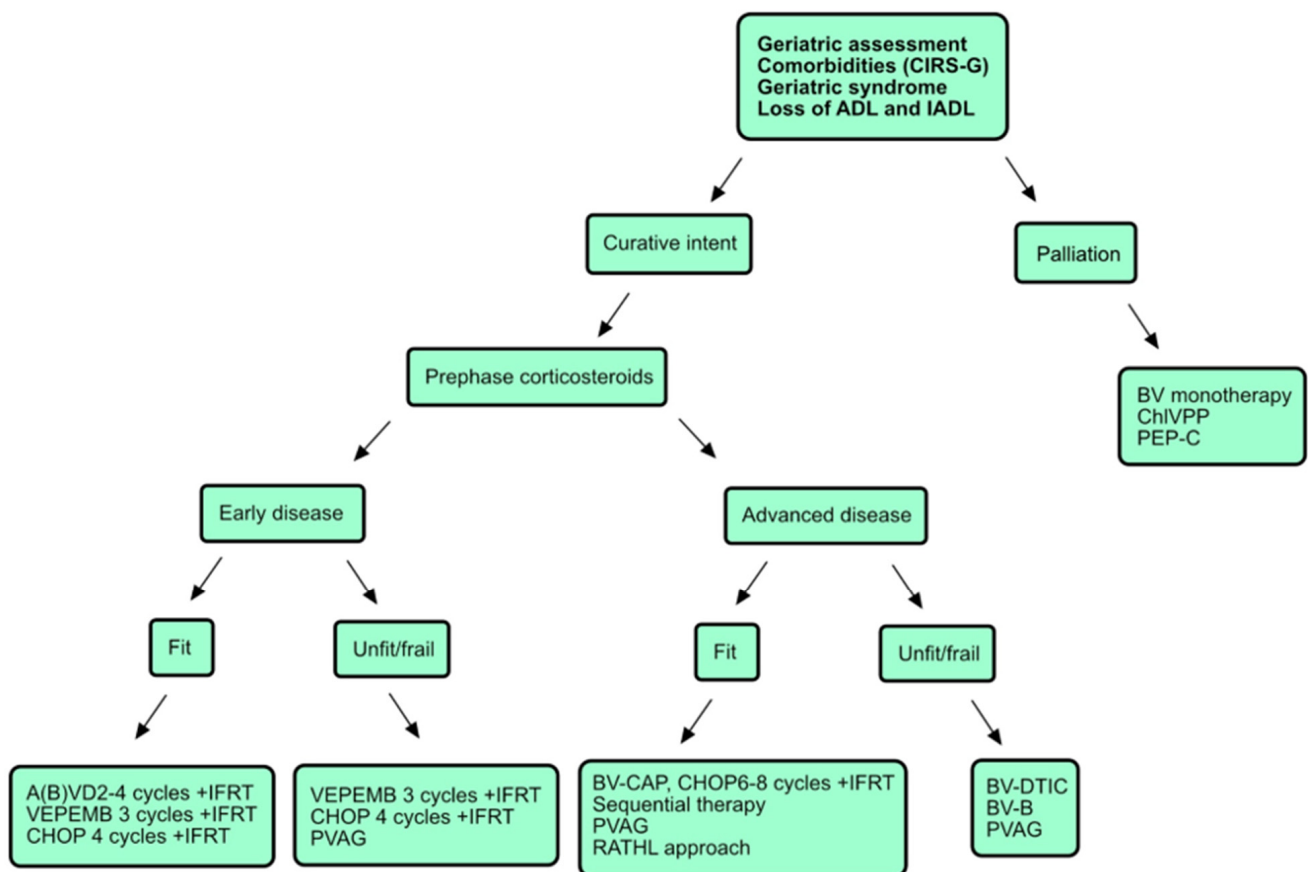 Geriatric assessment
Comorbidities (CIRS-G)
Geriatric syndrome
Loss of ADL and IADL
Curative intent
Palliation
Prephase corticosteroids
BV monotherapy
ChlVPP
PEP-C
Early disease
Advanced disease
Fit
Unfit/frail
Fit
Unfit/frail
A(B)VD2-4 cycles +IFRT
VEPEMB 3 cycles +IFRT
CHOP 4 cycles +IFRT
VEPEMB 3 cycles +IFRT
CHOP 4 cycles +IFRT
PVAG
BV-CAP, CHOP6-8 cycles +IFRT
Sequential therapy
PVAG
RATHL approach
BV-DTIC
BV-B
PVAG